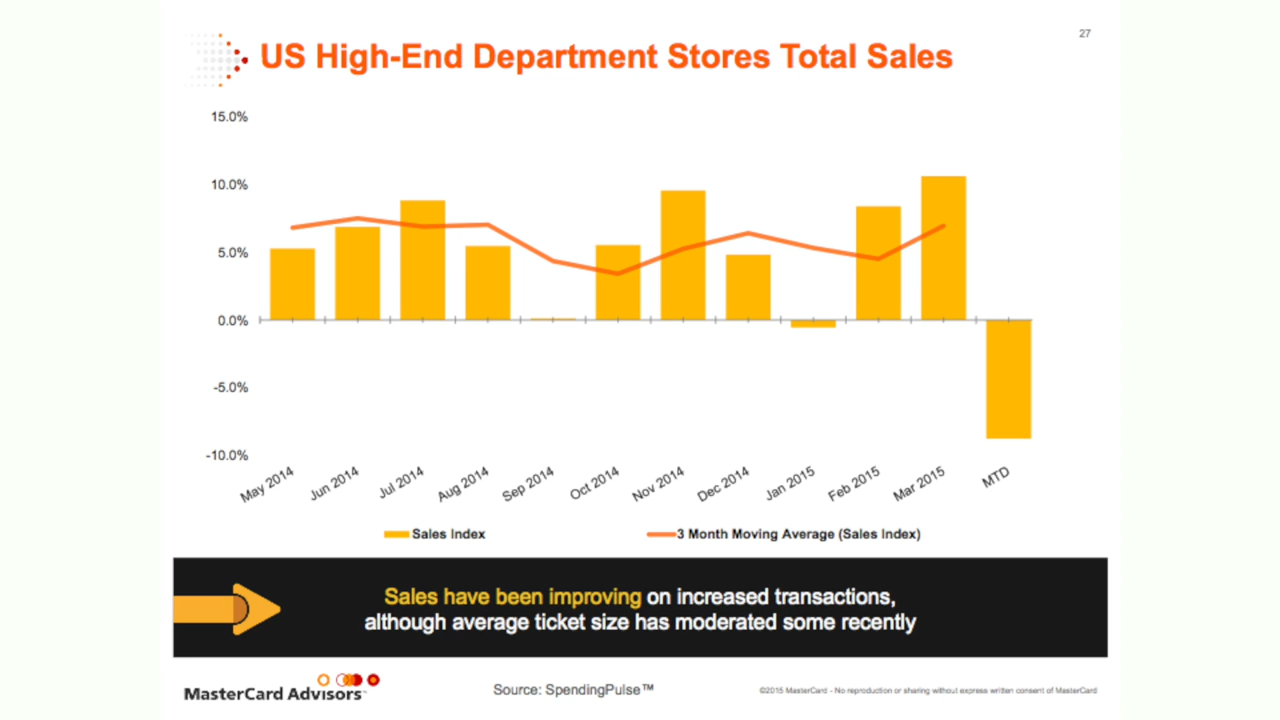 27
US High-End Department Stores Total Sales
15.0%
10.0%
5.0%
0.0%
-5.0%
-10.0%
May 2014
Jun 2014
Jul 2014
Aug 2014
Sep 2014
Oct 2014
Nov 2014
Dec 2014
Jan 2015
Feb 2015
Mar 2015
MTD
Sales Index
3 Month Moving Average (Sales Index)
Sales have been improving on increased transactions,
although average ticket size has moderated some recently
MasterCard Advisors
Source: SpendingPulse™
©2015 MasterCard - No reproduction or sharing without express written consent of MasterCard